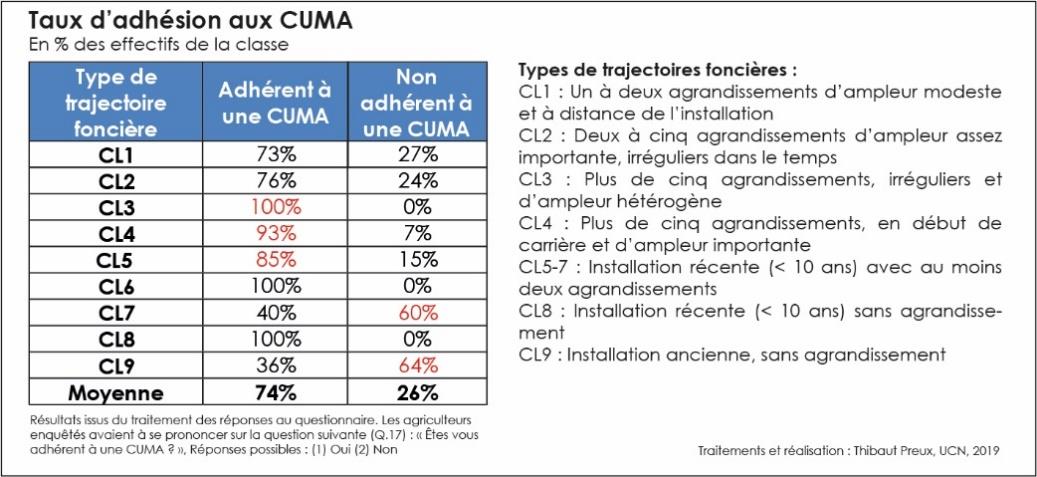 Taux d'adhésion aux CUMA
En % des effectifs de la classe
Type de trajectoire foncière | Adhérent à une CUMA | Non adhérent à une CUMA
CL1 | 73% | 27%
CL2 | 76% | 24%
CL3 | 100% | 0%
CL4 | 93% | 7%
CL5 | 85% | 15%
CL6 | 100% | 0%
CL7 | 40% | 60%
CL8 | 100% | 0%
CL9 | 36% | 64%
Moyenne | 74% | 26%
Résultats issus du traitement des réponses au questionnaire. Les agriculteurs
enquêtés avaient à se prononcer sur la question suivante (Q.17) : « Êtes vous
adhérent à une CUMA ? », Réponses possibles : (1) Oui (2) Non
Types de trajectoires foncières :
CL1 : Un à deux agrandissements d'ampleur modeste
et à distance de l'installation
CL2 : Deux à cinq agrandissements d'ampleur assez
importante, irréguliers dans le temps
CL3 : Plus de cinq agrandissements, irréguliers et
d'ampleur hétérogène
CL4 : Plus de cinq agrandissements, en début de
carrière et d'ampleur importante
CL5-7 : Installation récente (< 10 ans) avec au moins
deux agrandissements
CL8 : Installation récente (< 10 ans) sans agrandisse-
ment
CL9 : Installation ancienne, sans agrandissement
Traitements et réalisation : Thibaut Preux, UCN, 2019